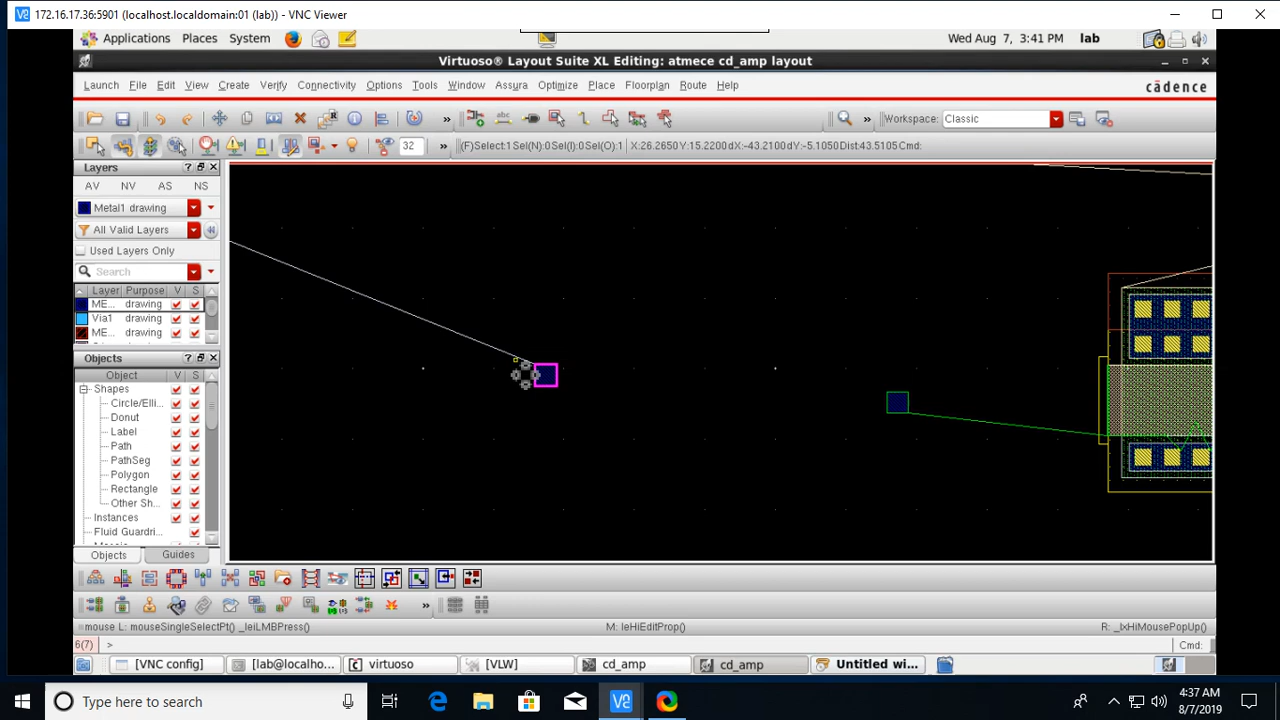 172.16.17.36:5901 (localhost.localdomain:01 (lab)) - VNC Viewer
Applications Places System Wed Aug 7, 3:41 PM lab
Virtuoso® Layout Suite XL Editing: atmece cd_amp layout
Launch File Edit View Create Verify Connectivity Options Tools Window Assura Optimize Place Floorplan Route Help cādence
» » Workspace: Classic
32 » (F)Select:1 Sel(N):0 Sel(I):0 Sel(O):1 X:26.2650 Y:15.2200 dX:-43.2100 dY:-5.1050 Dist:43.5105 Cmd:
Layers
AV NV AS NS
Metal1 drawing
All Valid Layers
Used Layers Only
Search
Layer Purpose V S
ME... drawing
Via1 drawing
ME... drawing
Objects
Object V S
Shapes
Circle/Elli...
Donut
Label
Path
PathSeg
Polygon
Rectangle
Other Sh...
Instances
Fluid Guardri...
Objects Guides
»
mouse L: mouseSingleSelectPt() _leiLMBPress() M: leHiEditProp() R: _lxHiMousePopUp()
6(7) > Cmd:
[VNC config] [lab@localho... virtuoso [VLW] cd_amp cd_amp Untitled wi...
Type here to search
4:37 AM
8/7/2019